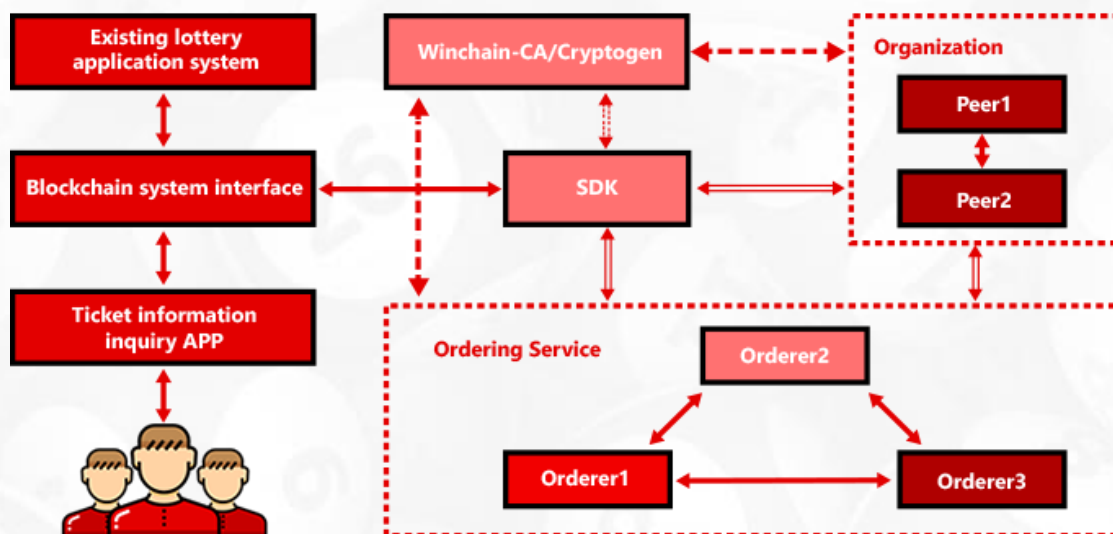 Existing lottery
application system
Winchain-CA/Cryptogen
Organization
Peer1
Blockchain system interface
SDK
Peer2
Ticket information
inquiry APP
Ordering Service
Orderer2
Orderer1
Orderer3